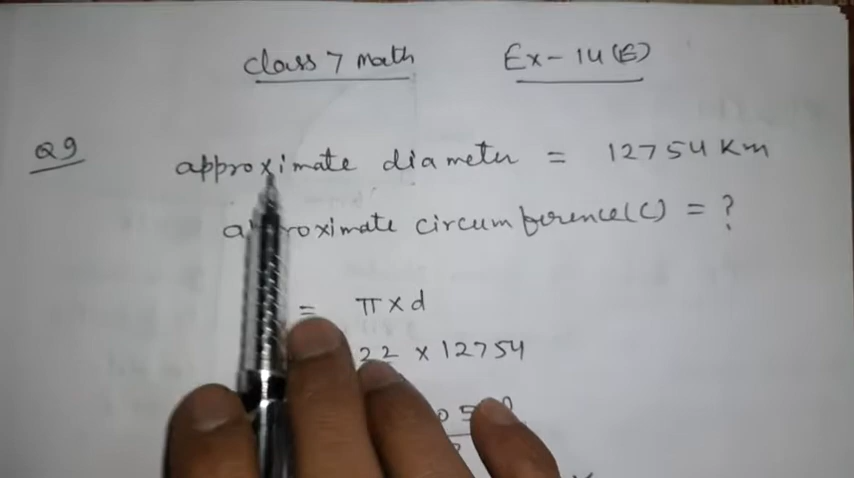 Class 7 Math Ex-14(E)
Q9 approximate diameter = 12754 Km
approximate circumference(C) = ?
= π × d
22 × 12754